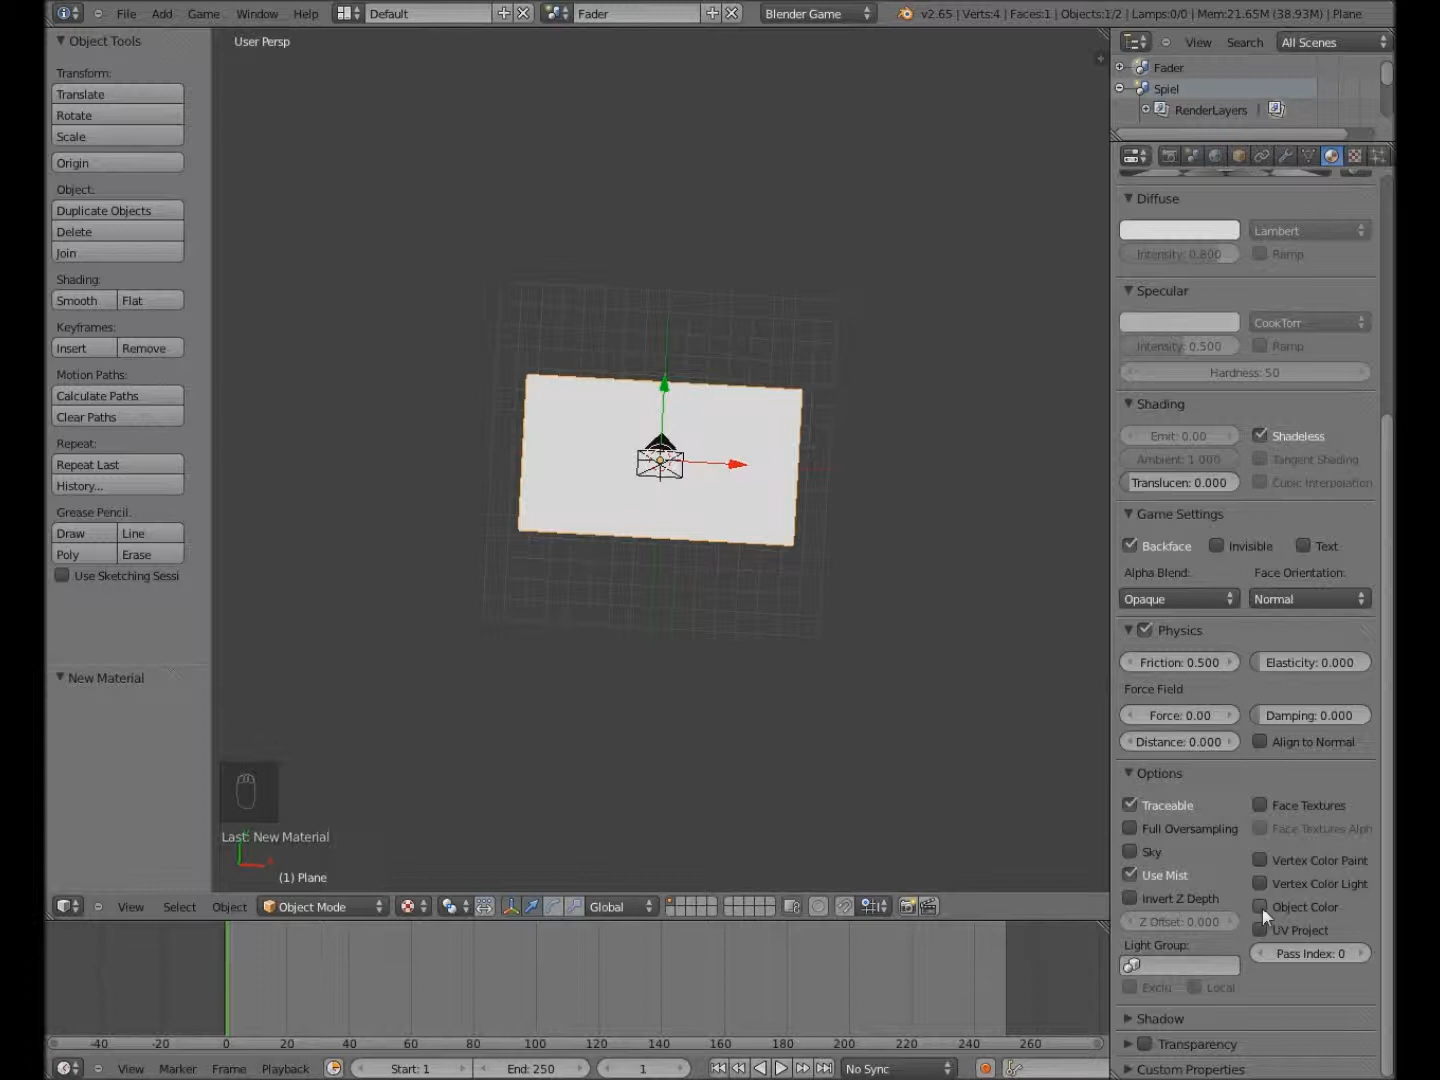 File Add Game Window Help Default Fader Blender Game v2.65 | Verts:4 | Faces:1 | Objects:1/2 | Lamps:0/0 | Mem:21.65M (38.93M) | Plane
Object Tools
Transform:
Translate
Rotate
Scale
Origin
Object:
Duplicate Objects
Delete
Join
Shading:
Smooth Flat
Keyframes:
Insert Remove
Motion Paths:
Calculate Paths
Clear Paths
Repeat:
Repeat Last
History...
Grease Pencil:
Draw Line
Poly Erase
Use Sketching Sessi
New Material
User Persp
Last: New Material
(1) Plane
View Select Object Object Mode Global
-40 -20 0 20 40 60 80 100 120 140 160 180 200 220 240 260
View Marker Frame Playback Start: 1 End: 250 1 No Sync
View Search All Scenes
Fader
Spiel
RenderLayers |
Diffuse
Lambert
Intensity: 0.800 Ramp
Specular
CookTorr
Intensity: 0.500 Ramp
Hardness: 50
Shading
Emit: 0.00 Shadeless
Ambient: 1.000 Tangent Shading
Translucen: 0.000 Cubic Interpolation
Game Settings
Backface Invisible Text
Alpha Blend: Face Orientation:
Opaque Normal
Physics
Friction: 0.500 Elasticity: 0.000
Force Field
Force: 0.00 Damping: 0.000
Distance: 0.000 Align to Normal
Options
Traceable Face Textures
Full Oversampling Face Textures Alph
Sky Vertex Color Paint
Use Mist Vertex Color Light
Invert Z Depth Object Color
Z Offset: 0.000 UV Project
Light Group: Pass Index: 0
Exclu Local
Shadow
Transparency
Custom Properties